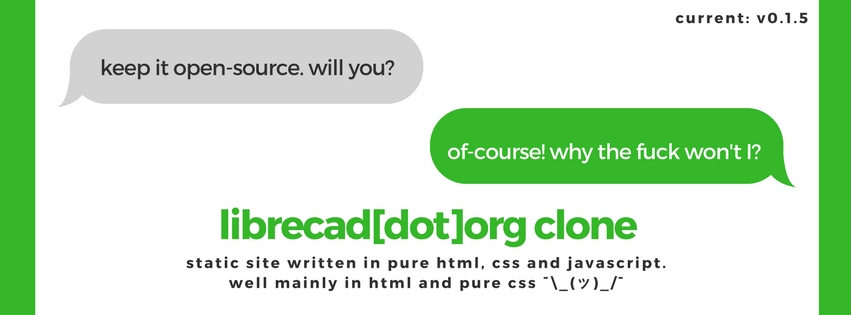 current: v0.1.5
keep it open-source. will you?
of-course! why the fuck won't I?
librecad[dot]org clone
static site written in pure html, css and javascript.
well mainly in html and pure css ¯\_(ツ)_/¯